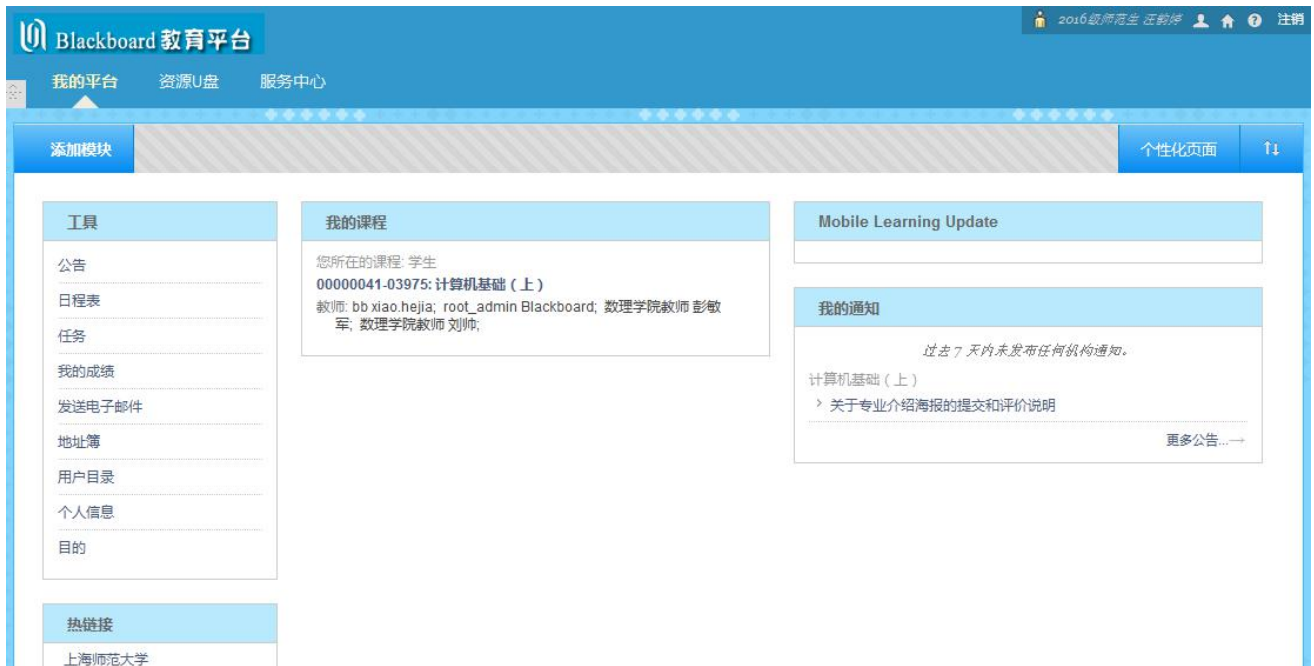 Blackboard 教育平台
2016级师范生 汪韵婷 注销
我的平台 资源U盘 服务中心
添加模块
个性化页面
工具
公告
日程表
任务
我的成绩
发送电子邮件
地址簿
用户目录
个人信息
目的
热链接
上海师范大学
我的课程
您所在的课程: 学生
00000041-03975: 计算机基础（上）
教师: bb xiao.hejia; root_admin Blackboard; 数理学院教师 彭敏
军; 数理学院教师 刘帅;
Mobile Learning Update
我的通知
过去 7 天内未发布任何机构通知。
计算机基础（上）
关于专业介绍海报的提交和评价说明
更多公告...→